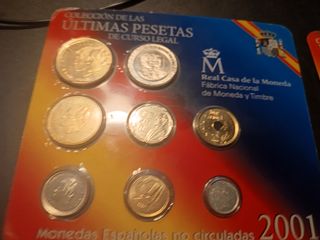 COLECCIÓN DE LAS
ÚLTIMAS PESETAS
DE CURSO LEGAL
M
Real Casa de la Moneda
Fábrica Nacional
de Moneda y Timbre
Monedas Españolas no circuladas 2001